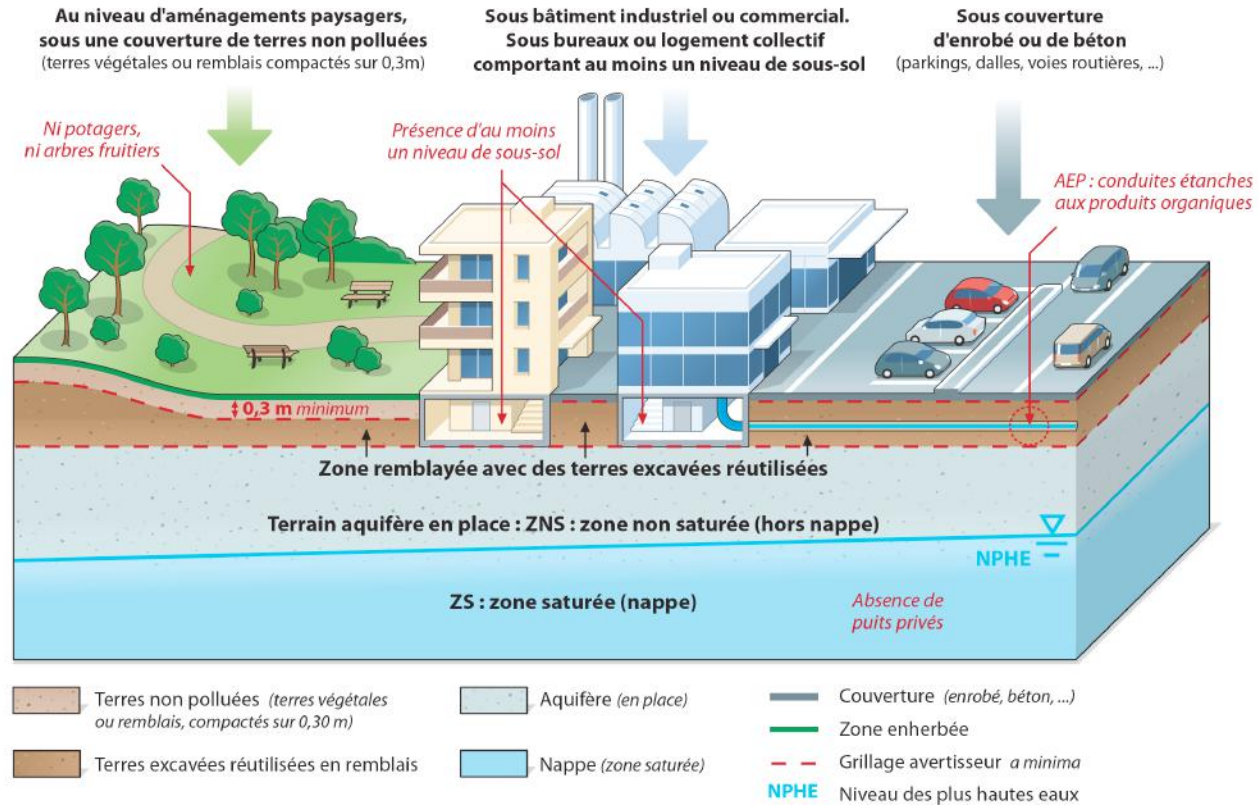 Au niveau d'aménagements paysagers,
sous une couverture de terres non polluées
(terres végétales ou remblais compactés sur 0,3m)
Sous bâtiment industriel ou commercial.
Sous bureaux ou logement collectif
comportant au moins un niveau de sous-sol
Sous couverture
d'enrobé ou de béton
(parkings, dalles, voies routières, ...)
Ni potagers,
ni arbres fruitiers
Présence d'au moins
un niveau de sous-sol
AEP : conduites étanches
aux produits organiques
0,3 m minimum
Zone remblayée avec des terres excavées réutilisées
Terrain aquifère en place : ZNS : zone non saturée (hors nappe)
NPHE
ZS : zone saturée (nappe)
Absence de
puits privés
Terres non polluées (terres végétales
ou remblais, compactés sur 0,30 m)
Terres excavées réutilisées en remblais
Aquifère (en place)
Nappe (zone saturée)
Couverture (enrobé, béton, ...)
Zone enherbée
Grillage avertisseur a minima
NPHE Niveau des plus hautes eaux